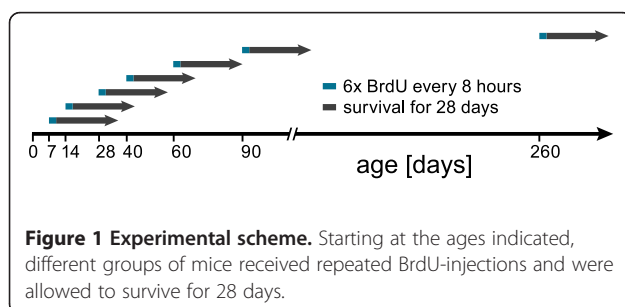 6x BrdU every 8 hours
survival for 28 days
0 7 14 28 40 60 90 260
age [days]
Figure 1 Experimental scheme. Starting at the ages indicated,
different groups of mice received repeated BrdU-injections and were
allowed to survive for 28 days.